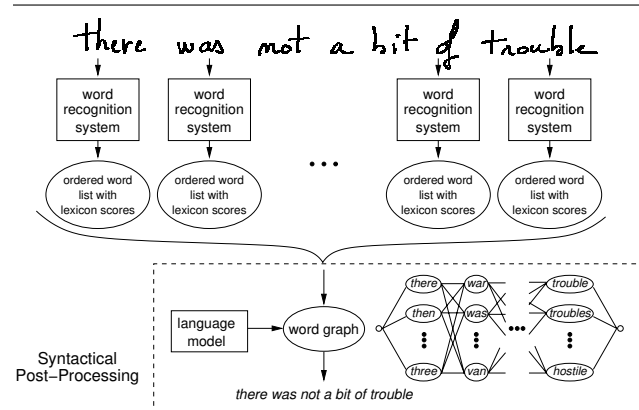 there was not a bit of trouble
word recognition system
word recognition system
word recognition system
word recognition system
ordered word list with lexicon scores
ordered word list with lexicon scores
ordered word list with lexicon scores
ordered word list with lexicon scores
there war trouble
then was troubles
three van hostile
language model
word graph
Syntactical Post-Processing
there was not a bit of trouble